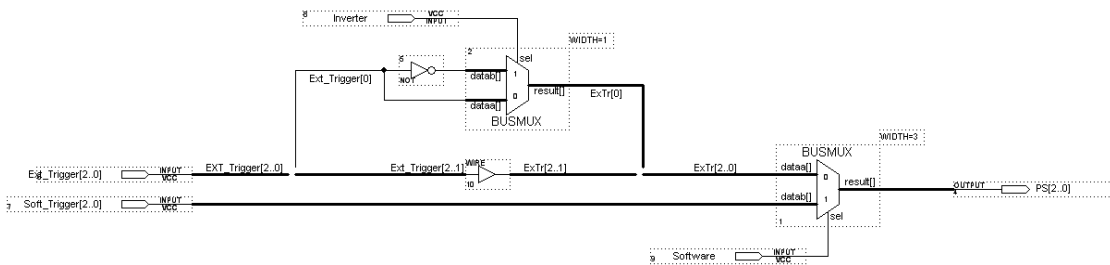 8
Inverter
VCC
INPUT
WIDTH=1
2
sel
5
NOT
Ext_Trigger[0]
datab[]
1
result[]
ExTr[0]
dataa[]
0
BUSMUX
WIDTH=3
BUSMUX
Ext_Trigger[2..0]
INPUT
VCC
EXT_Trigger[2..0]
Ext_Trigger[2..1]
WIRE
10
ExTr[2..1]
ExTr[2..0]
dataa[]
0
result[]
OUTPUT
PS[2..0]
Soft_Trigger[2..0]
INPUT
VCC
datab[]
1
sel
1
9
Software
INPUT
VCC